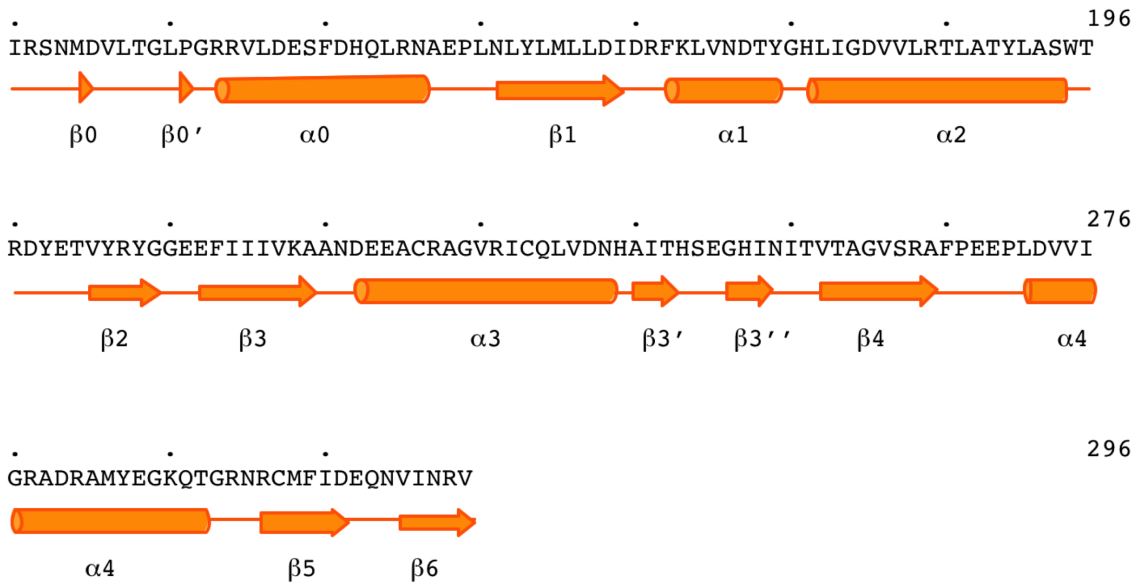 . . . . . . . 196
IRSNMDVLTGLPGRRVLDESFDHQLRNAEPLNLYLMLLDIDRFKLVNDTYGHLIGDVVLRTLATYLASWT
β0 β0′ α0 β1 α1 α2
. . . . . . . 276
RDYETVYRYGGEEFIIIVKAANDEEACRAGVRICQLVDNHAITHSEGHINITVTAGVSRAFPEEPLDVVI
β2 β3 α3 β3′ β3′′ β4 α4
. . . 296
GRADRAMYEGKQTGRNRCMFIDEQNVINRV
α4 β5 β6